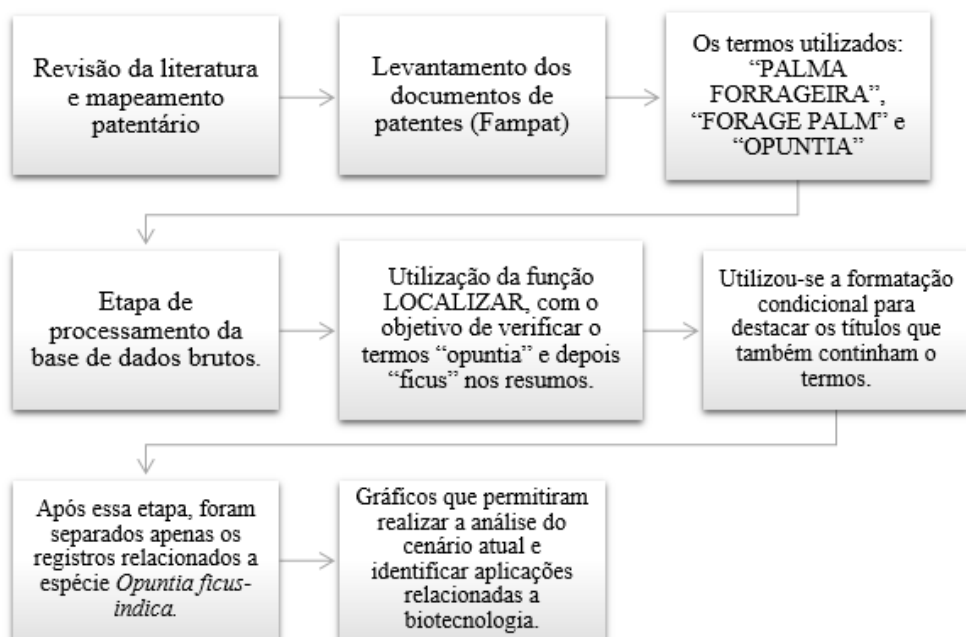 Revisão da literatura
e mapeamento
patentário
Levantamento dos
documentos de
patentes (Fampat)
Os termos utilizados:
“PALMA
FORRAGEIRA”,
“FORAGE PALM” e
“OPUNTIA”
Etapa de
processamento da
base de dados brutos.
Utilização da função
LOCALIZAR, com o
objetivo de verificar o
termos “opuntia” e depois
“ficus” nos resumos.
Utilizou-se a formatação
condicional para
destacar os títulos que
também continham o
termos.
Após essa etapa, foram
separados apenas os
registros relacionados a
espécie Opuntia ficus-
indica.
Gráficos que permitiram
realizar a análise do
cenário atual e
identificar aplicações
relacionadas a
biotecnologia.